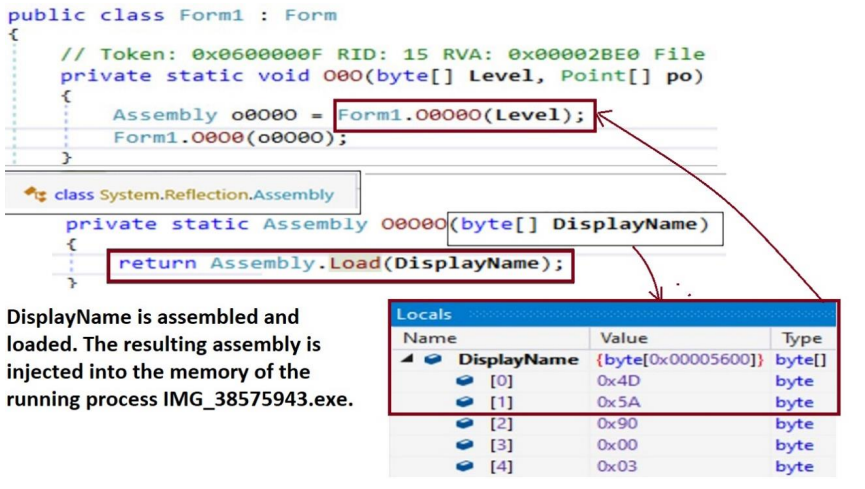 public class Form1 : Form
{
// Token: 0x0600000F RID: 15 RVA: 0x00002BE0 File
private static void O0O(byte[] Level, Point[] po)
{
Assembly o0O0O = Form1.O0O0O(Level);
Form1.O0O0(o0O0O);
}
class System.Reflection.Assembly
private static Assembly O0O0O(byte[] DisplayName)
{
return Assembly.Load(DisplayName);
}
DisplayName is assembled and
loaded. The resulting assembly is
injected into the memory of the
running process IMG_38575943.exe.
Locals
Name Value Type
DisplayName {byte[0x00005600]} byte[]
[0] 0x4D byte
[1] 0x5A byte
[2] 0x90 byte
[3] 0x00 byte
[4] 0x03 byte